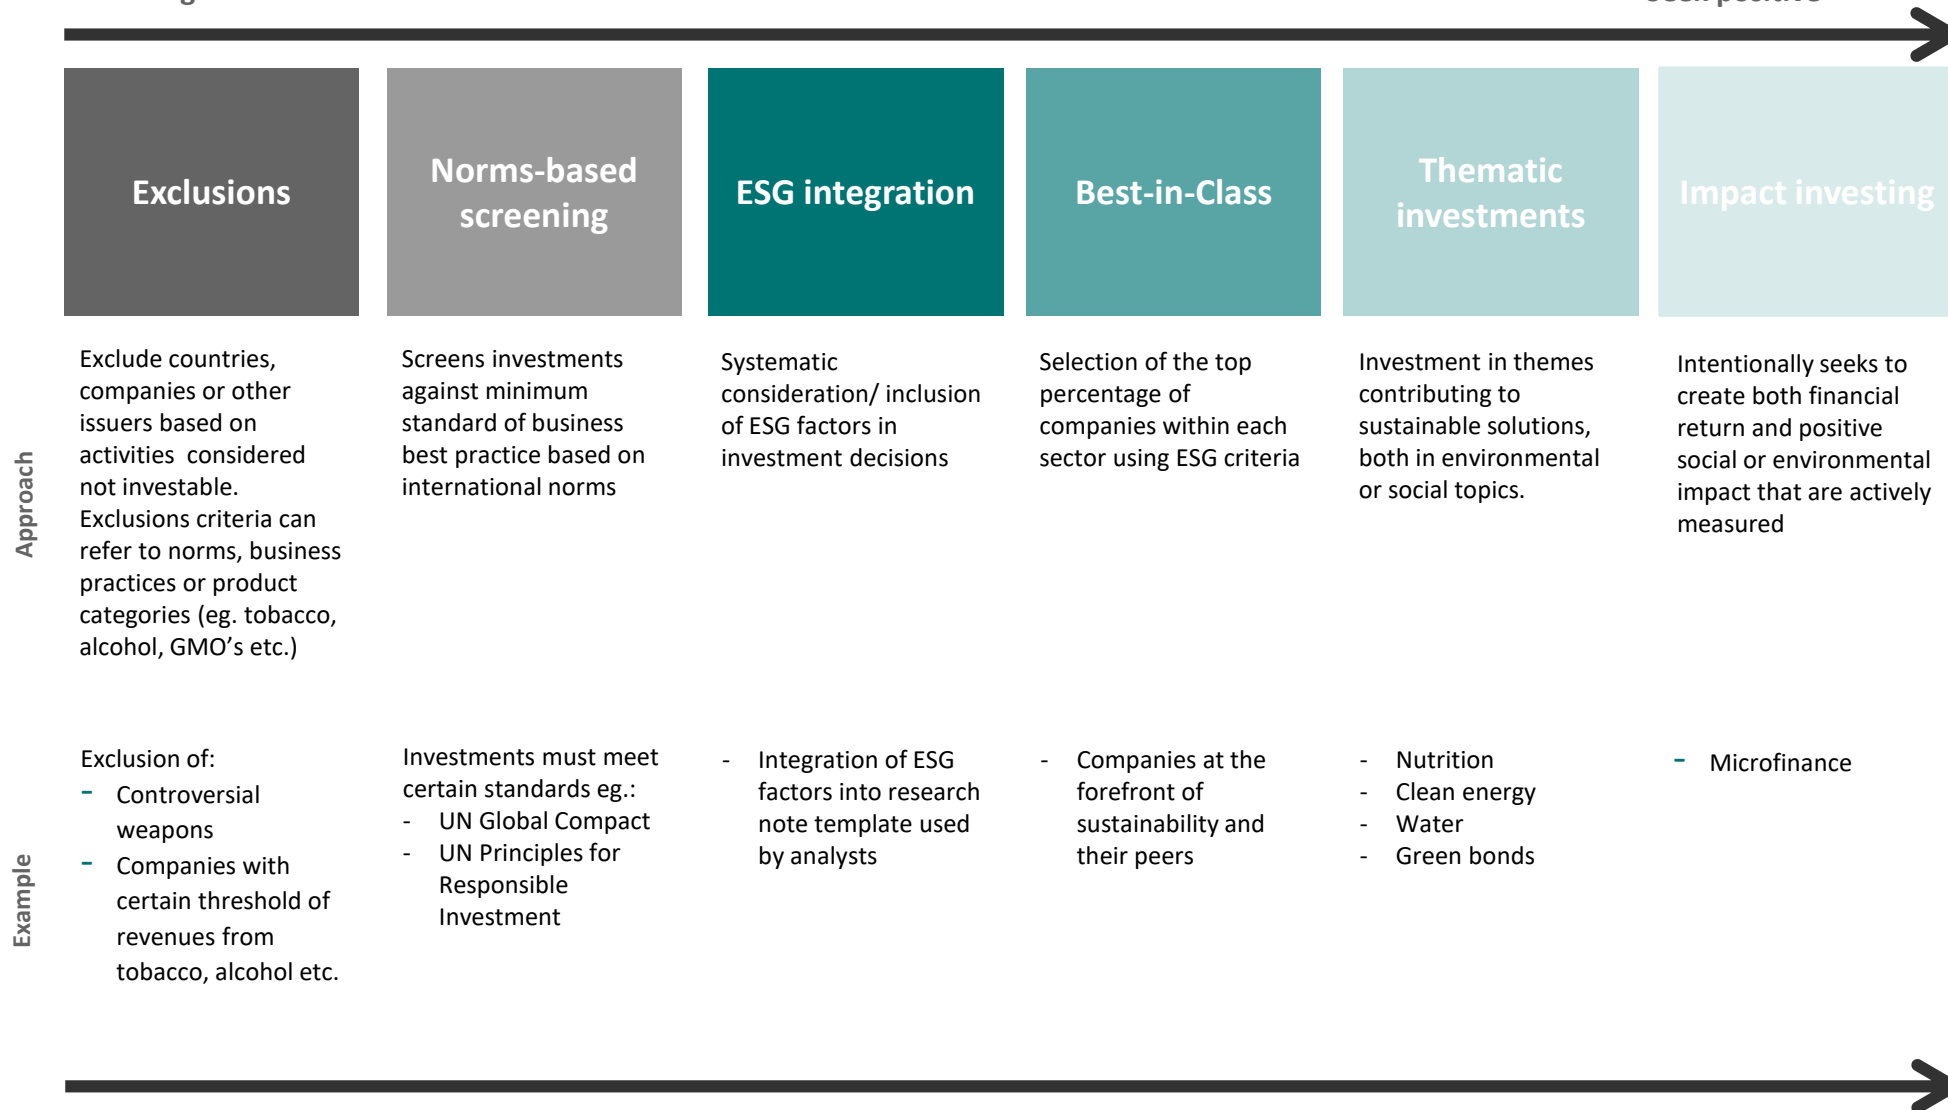 Exclusions
Norms-based
screening
ESG integration
Best-in-Class
Thematic
investments
Impact investing
Approach
Exclude countries,
companies or other
issuers based on
activities considered
not investable.
Exclusions criteria can
refer to norms, business
practices or product
categories (eg. tobacco,
alcohol, GMO’s etc.)
Screens investments
against minimum
standard of business
best practice based on
international norms
Systematic
consideration/ inclusion
of ESG factors in
investment decisions
Selection of the top
percentage of
companies within each
sector using ESG criteria
Investment in themes
contributing to
sustainable solutions,
both in environmental
or social topics.
Intentionally seeks to
create both financial
return and positive
social or environmental
impact that are actively
measured
Example
Exclusion of:
- Controversial
weapons
- Companies with
certain threshold of
revenues from
tobacco, alcohol etc.
Investments must meet
certain standards eg.:
- UN Global Compact
- UN Principles for
Responsible
Investment
- Integration of ESG
factors into research
note template used
by analysts
- Companies at the
forefront of
sustainability and
their peers
- Nutrition
- Clean energy
- Water
- Green bonds
- Microfinance